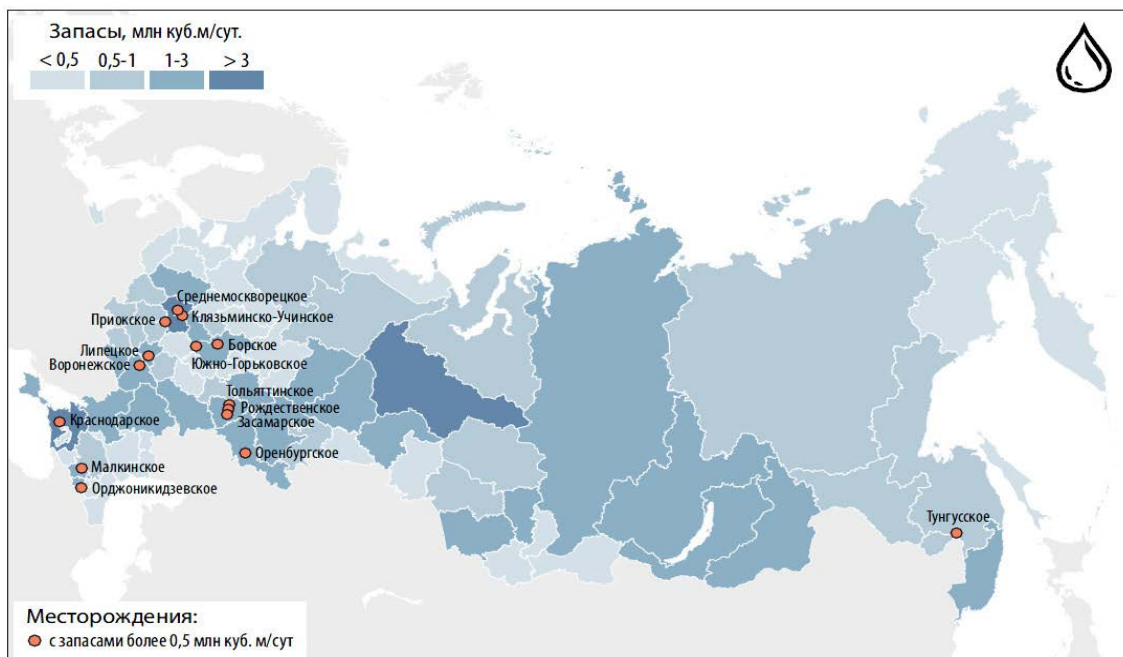 Запасы, млн куб.м/сут.
< 0,5 0,5-1 1-3 > 3
Среднемоскворецкое
Клязьминско-Учинское
Приокское
Борское
Липецкое
Южно-Горьковское
Воронежское
Тольяттинское
Рождественское
Засамарское
Краснодарское
Оренбургское
Малкинское
Орджоникидзевское
Тунгусское
Месторождения:
с запасами более 0,5 млн куб. м/сут